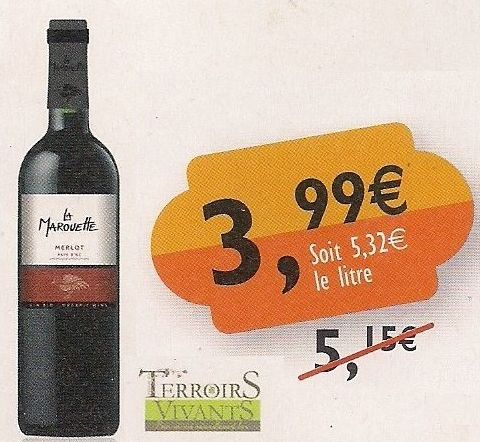 La
Marouette
MERLOT
PAYS D'OC
3,99€
Soit 5,32€
le litre
5,15€
TERROIRS
VIVANTS